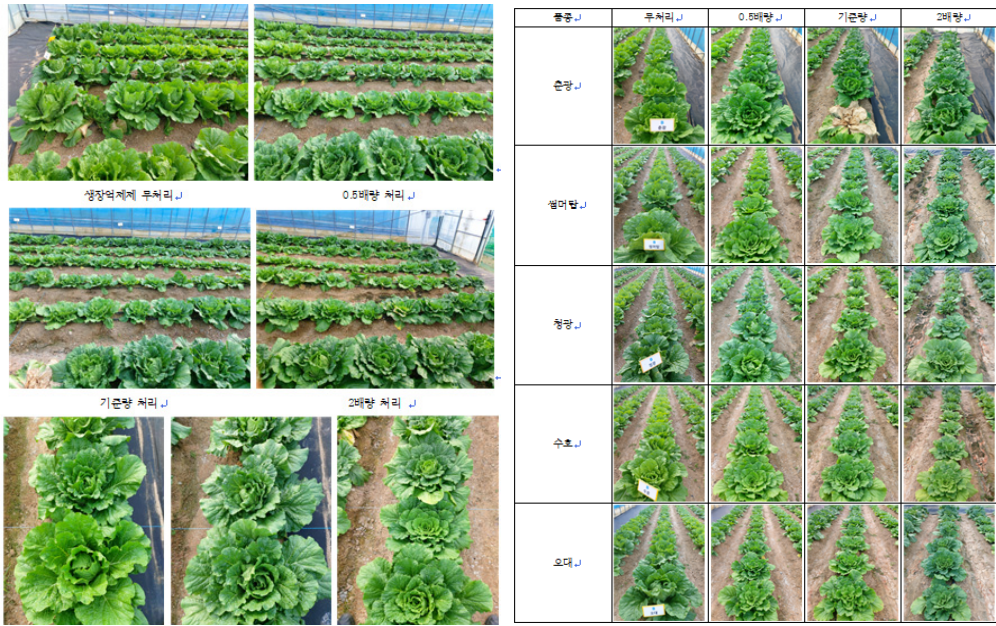 생장억제제 무처리
0.5배량 처리
기준량 처리
2배량 처리
품종 무처리 0.5배량 기준량 2배량
춘광
썸머탑
청광
수호
오대